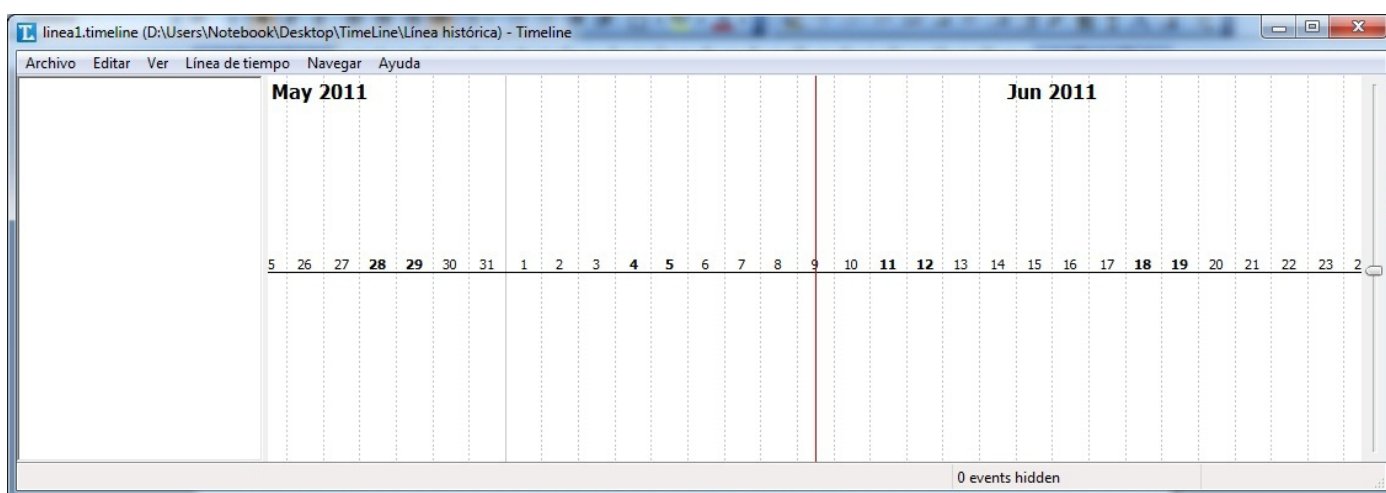 linea1.timeline (D:\Users\Notebook\Desktop\TimeLine\Línea histórica) - Timeline
Archivo Editar Ver Línea de tiempo Navegar Ayuda
May 2011 Jun 2011
5 26 27 28 29 30 31 1 2 3 4 5 6 7 8 9 10 11 12 13 14 15 16 17 18 19 20 21 22 23 2
0 events hidden